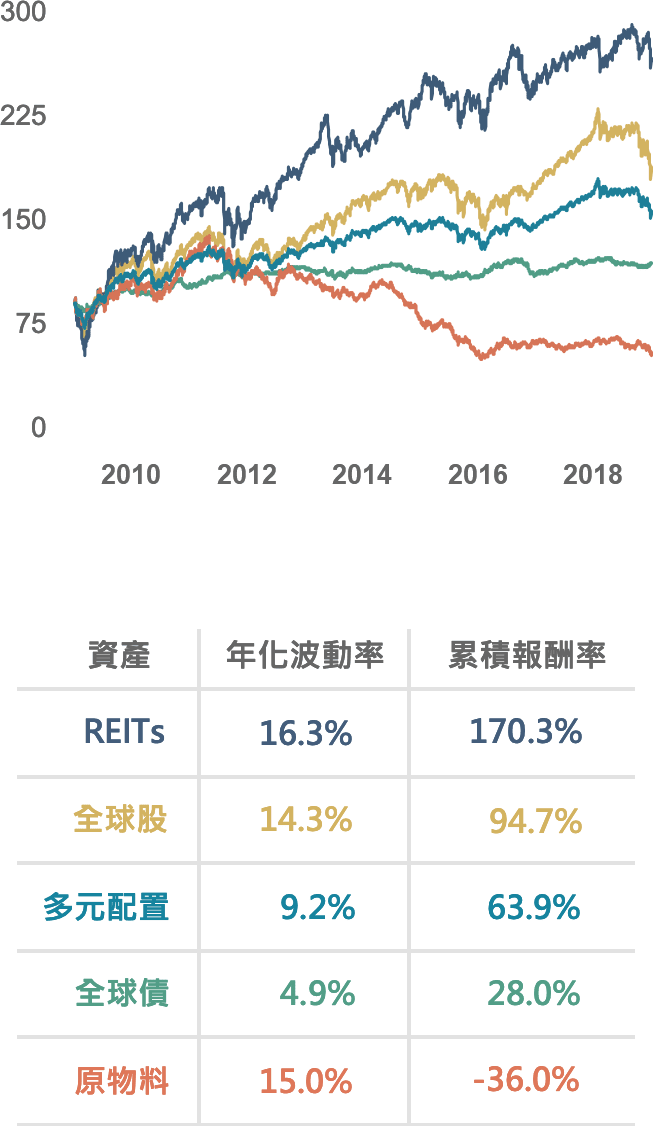 300
225
150
75
0
2010 2012 2014 2016 2018
資產 年化波動率 累積報酬率
REITs 16.3% 170.3%
全球股 14.3% 94.7%
多元配置 9.2% 63.9%
全球債 4.9% 28.0%
原物料 15.0% -36.0%